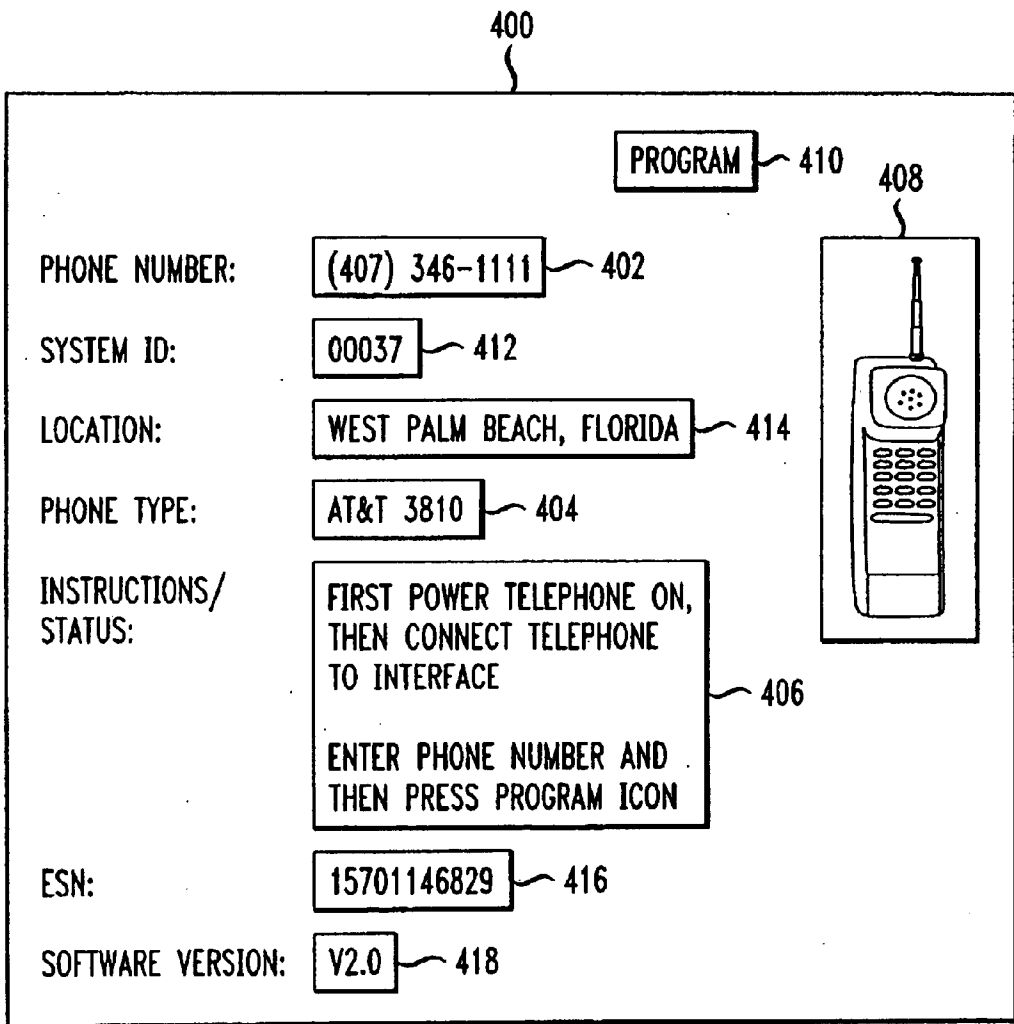 400
PROGRAM 410
408
PHONE NUMBER: (407) 346-1111 402
SYSTEM ID: 00037 412
LOCATION: WEST PALM BEACH, FLORIDA 414
PHONE TYPE: AT&T 3810 404
INSTRUCTIONS/
STATUS:
FIRST POWER TELEPHONE ON,
THEN CONNECT TELEPHONE
TO INTERFACE
406
ENTER PHONE NUMBER AND
THEN PRESS PROGRAM ICON
ESN: 15701146829 416
SOFTWARE VERSION: V2.0 418